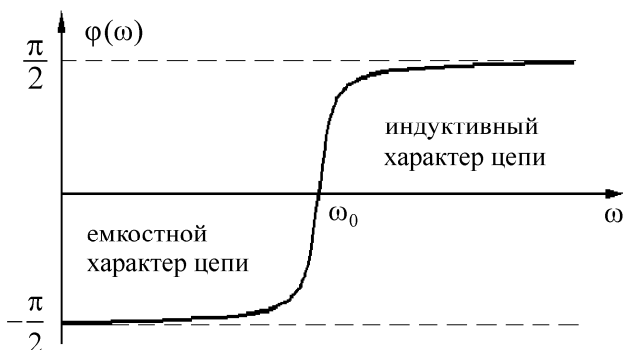 φ(ω)
π
2
индуктивный
характер цепи
ω₀
ω
емкостной
характер цепи
−π
2